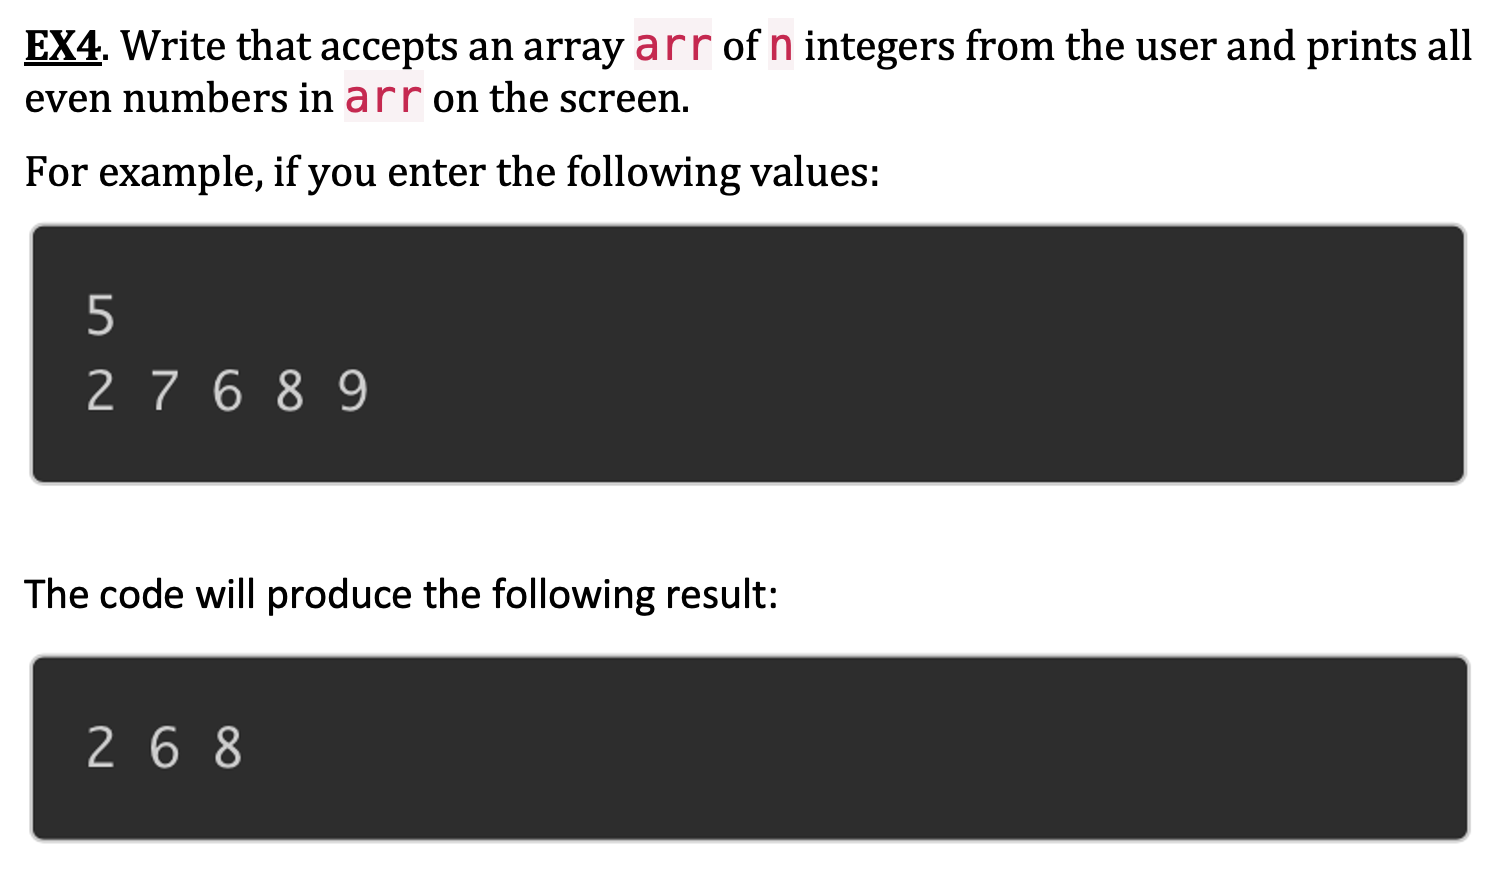 EX4. Write that accepts an array arr of n integers from the user and prints all
even numbers in arr on the screen.
For example, if you enter the following values:
5
2 7 6 8 9
The code will produce the following result:
2 6 8